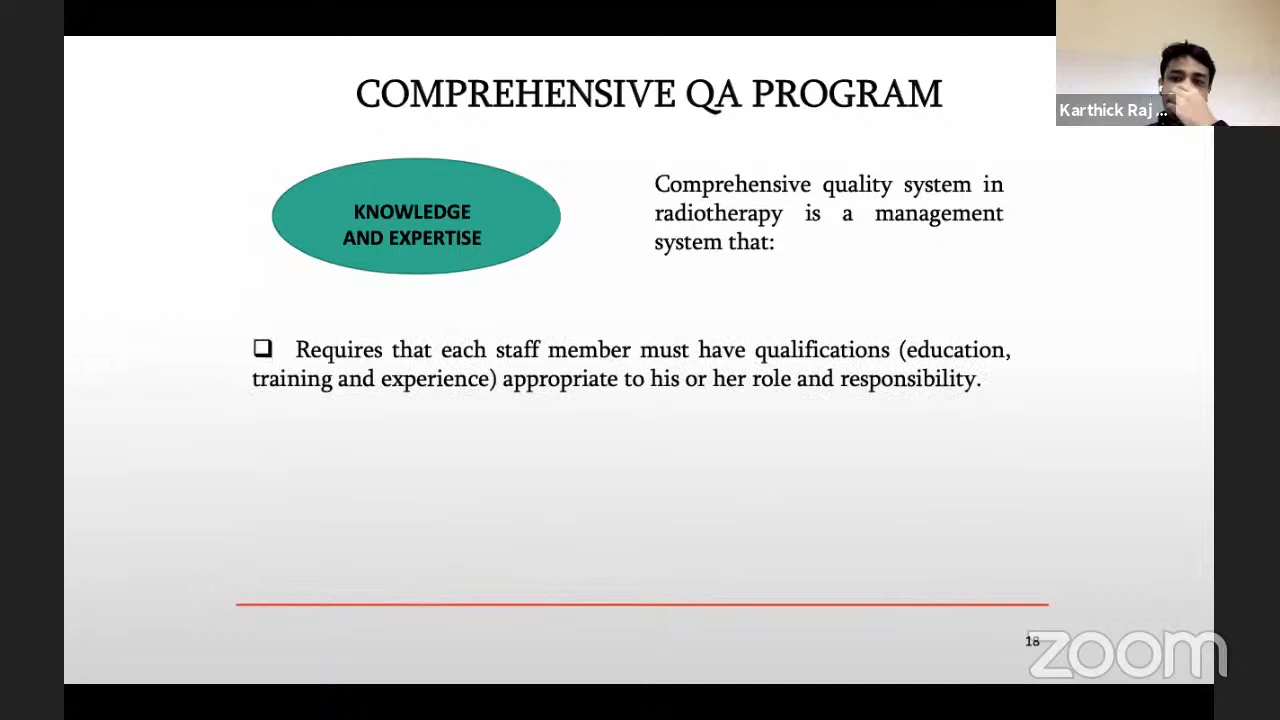 COMPREHENSIVE QA PROGRAM
Karthick Raj ...
KNOWLEDGE
AND EXPERTISE
Comprehensive quality system in
radiotherapy is a management
system that:
❑ Requires that each staff member must have qualifications (education,
training and experience) appropriate to his or her role and responsibility.
18
zoom